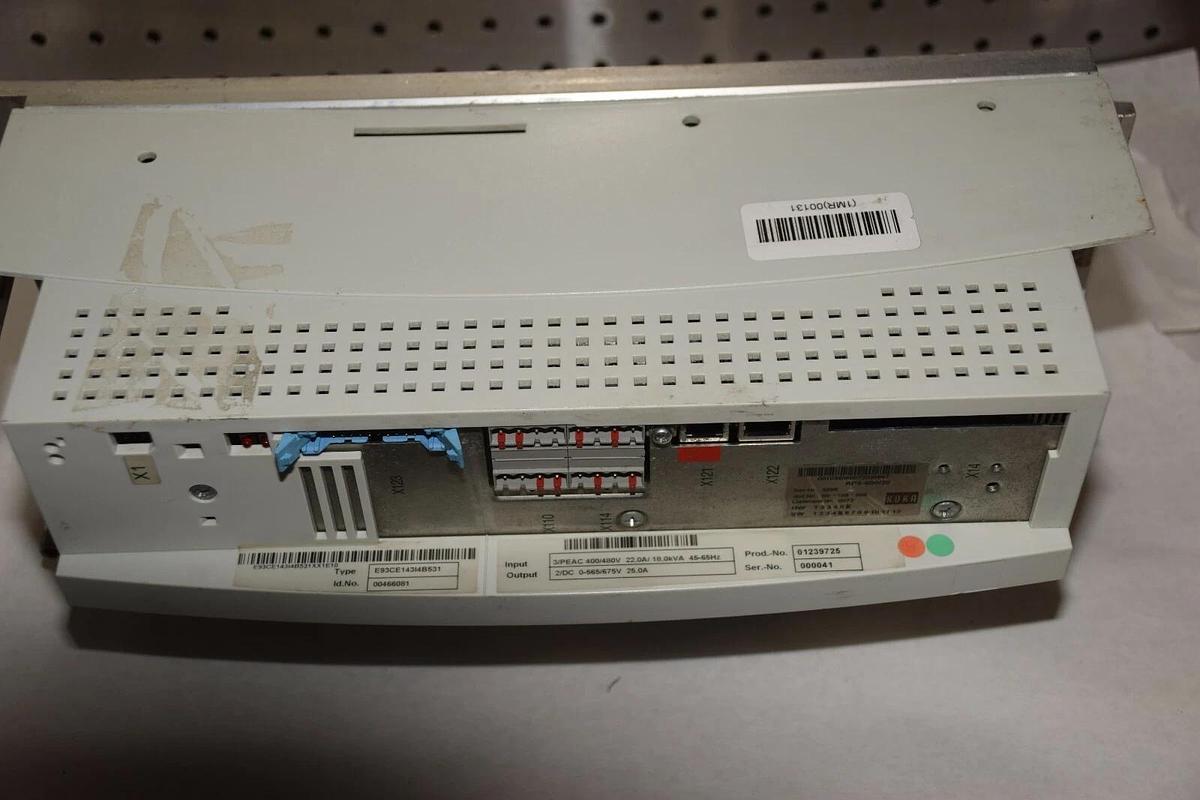 (1MR)00131
X1
X123
X110
X114
X121
X122
X14
KUKA
E93CE143I4B531XX1E10
Type E93CE143I4B531
Id.No. 00466081
Input 3/PEAC 400/480V 22.0A/ 18.0kVA 45-65Hz
Output 2/DC 0-565/675V 25.0A
Prod.-No. 01239725
Ser.-No. 000041